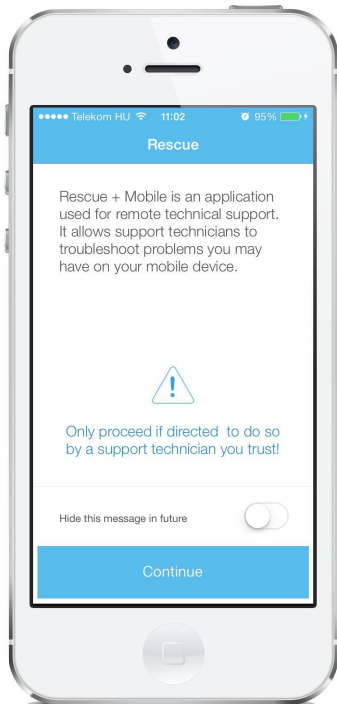 Telekom HU 11:02 95%
Rescue
Rescue + Mobile is an application
used for remote technical support.
It allows support technicians to
troubleshoot problems you may
have on your mobile device.
Only proceed if directed to do so
by a support technician you trust!
Hide this message in future
Continue